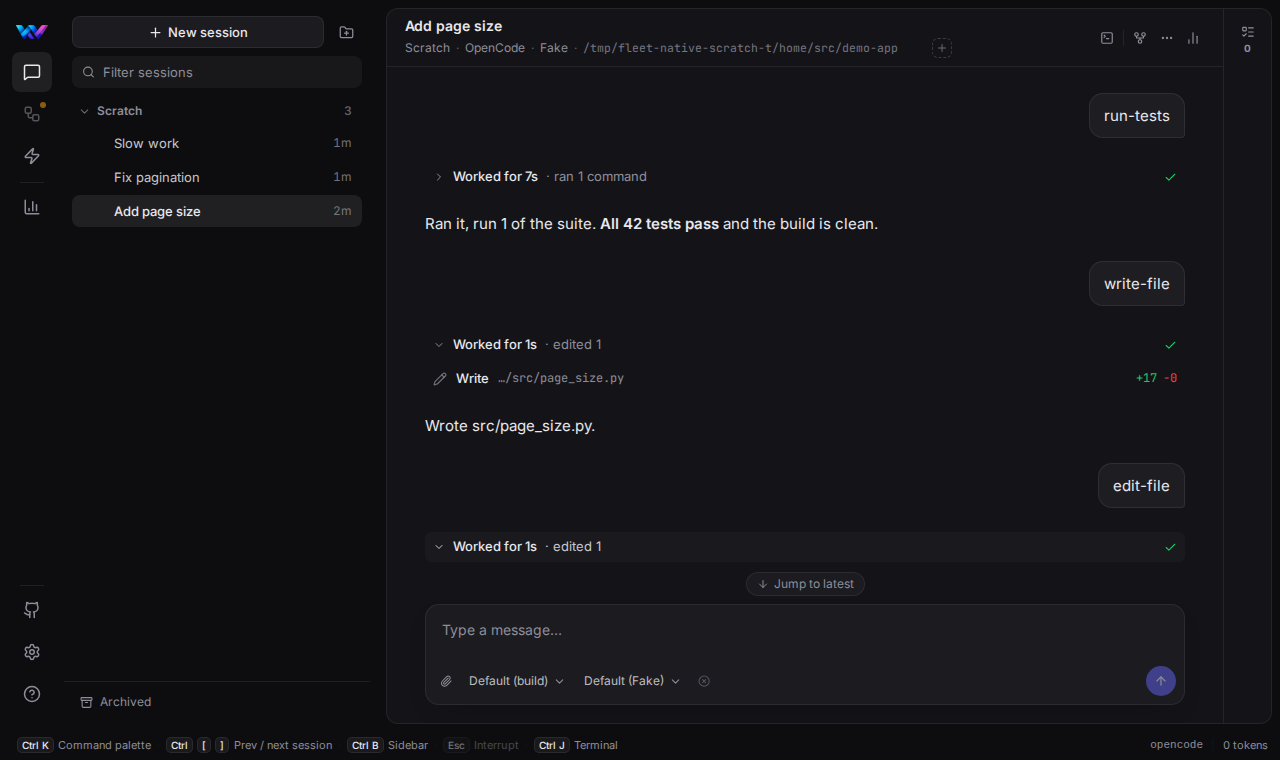 New session
Filter sessions
Scratch 3
Slow work 1m
Fix pagination 1m
Add page size 2m
Archived
Add page size
Scratch · OpenCode · Fake · /tmp/fleet-native-scratch-t/home/src/demo-app
0
run-tests
Worked for 7s · ran 1 command
Ran it, run 1 of the suite. All 42 tests pass and the build is clean.
write-file
Worked for 1s · edited 1
Write …/src/page_size.py +17 -0
Wrote src/page_size.py.
edit-file
Worked for 1s · edited 1
Jump to latest
Type a message...
Default (build) Default (Fake)
Ctrl K Command palette Ctrl [ ] Prev / next session Ctrl B Sidebar Esc Interrupt Ctrl J Terminal opencode 0 tokens